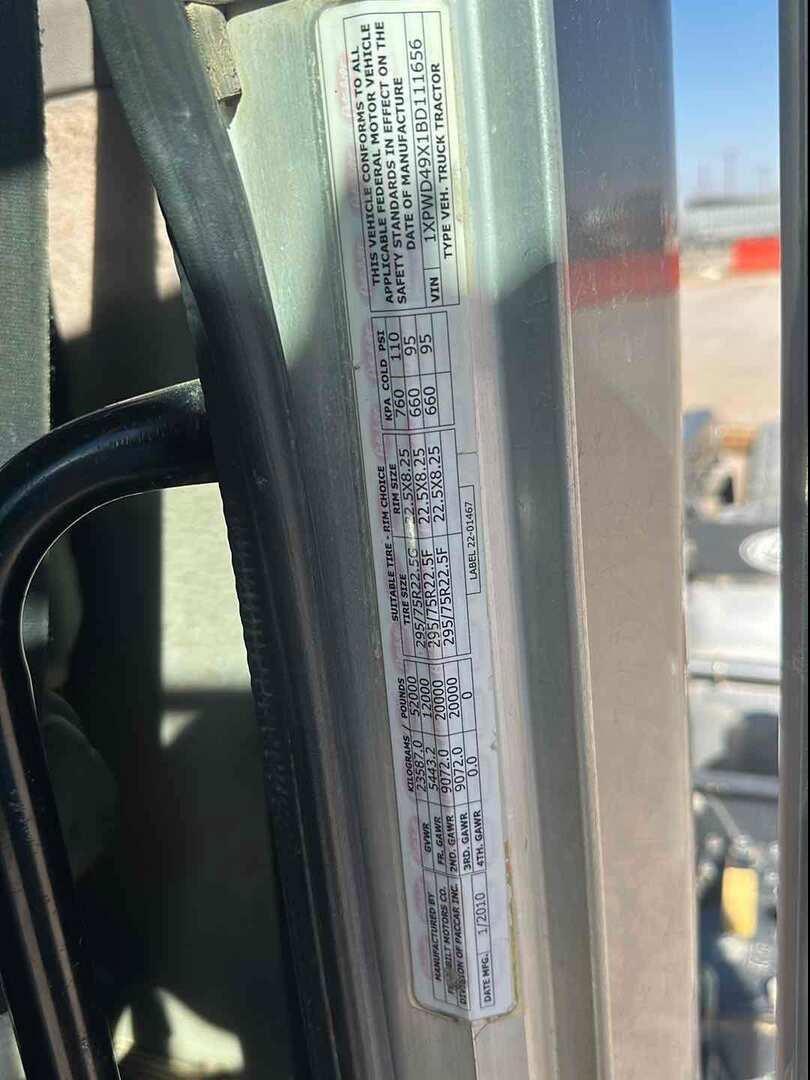 MANUFACTURED BY
BILT MOTORS CO.
DIVISION OF PACCAR INC.
DATE MFG. 1/2010
KILOGRAMS / POUNDS
GVWR 23587.0 52000
FR. GAWR 5443.2 12000
2ND. GAWR 9072.0 20000
3RD. GAWR 9072.0 20000
4TH. GAWR 0.0 0
SUITABLE TIRE - RIM CHOICE
TIRE SIZE RIM SIZE
295/75R22.5G 22.5X8.25
295/75R22.5F 22.5X8.25
295/75R22.5F 22.5X8.25
LABEL 22-01467
KPA COLD PSI
760 110
660 95
660 95
THIS VEHICLE CONFORMS TO ALL
APPLICABLE FEDERAL MOTOR VEHICLE
SAFETY STANDARDS IN EFFECT ON THE
DATE OF MANUFACTURE
VIN 1XPWD49X1BD111656
TYPE VEH. TRUCK TRACTOR